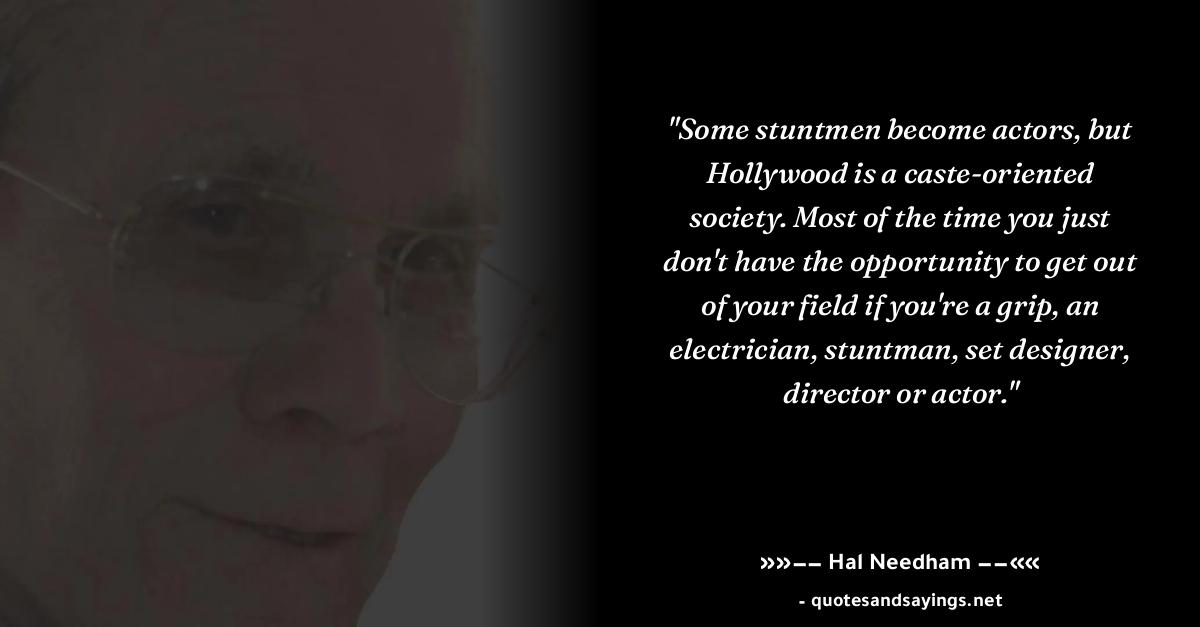 "Some stuntmen become actors, but
Hollywood is a caste-oriented
society. Most of the time you just
don't have the opportunity to get out
of your field if you're a grip, an
electrician, stuntman, set designer,
director or actor."
»»−− Hal Needham −−««
- quotesandsayings.net